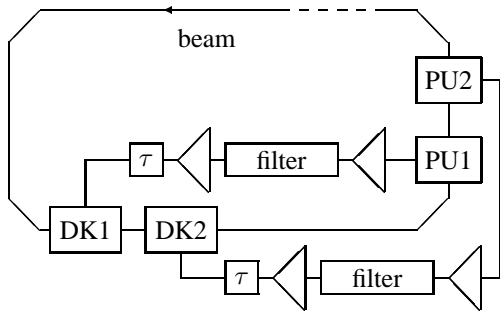 beam
PU2
τ filter PU1
DK1 DK2
τ filter